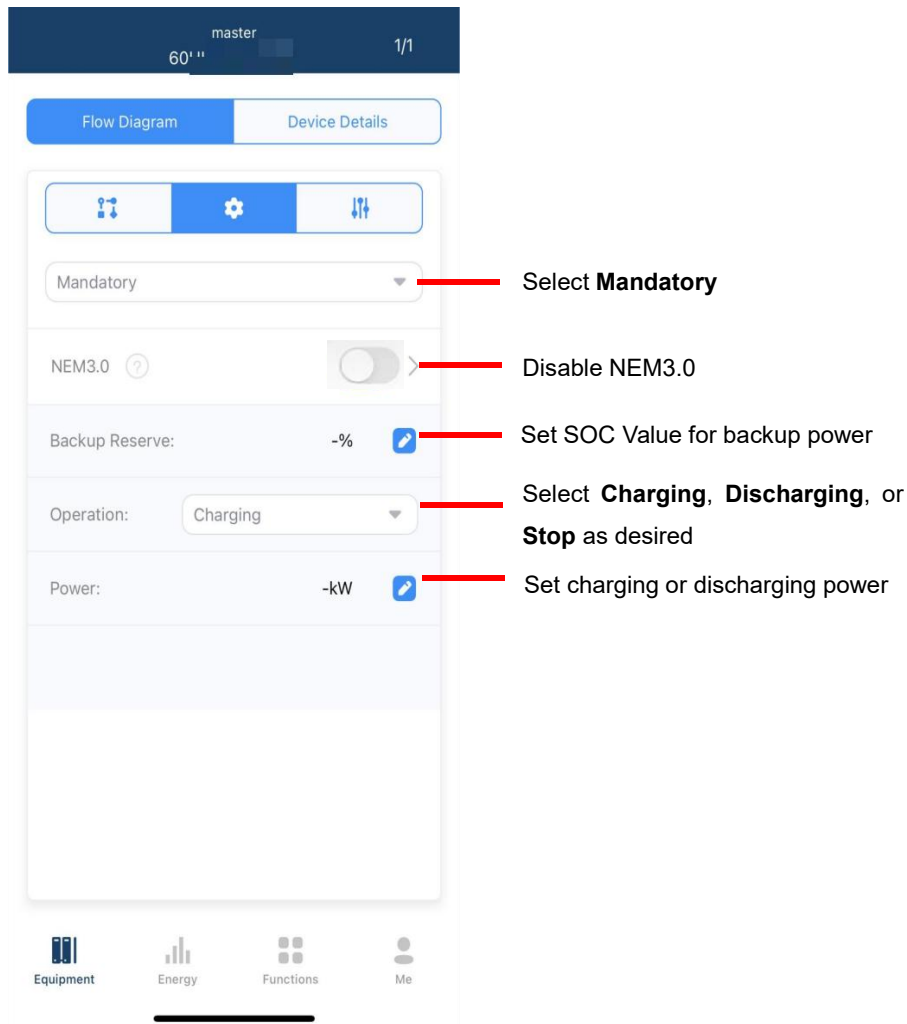 master
60' "
1/1
Flow Diagram
Device Details
Mandatory
Select Mandatory
NEM3.0 ?
Disable NEM3.0
Backup Reserve: -%
Set SOC Value for backup power
Operation: Charging
Select Charging, Discharging, or
Stop as desired
Power: -kW
Set charging or discharging power
Equipment
Energy
Functions
Me